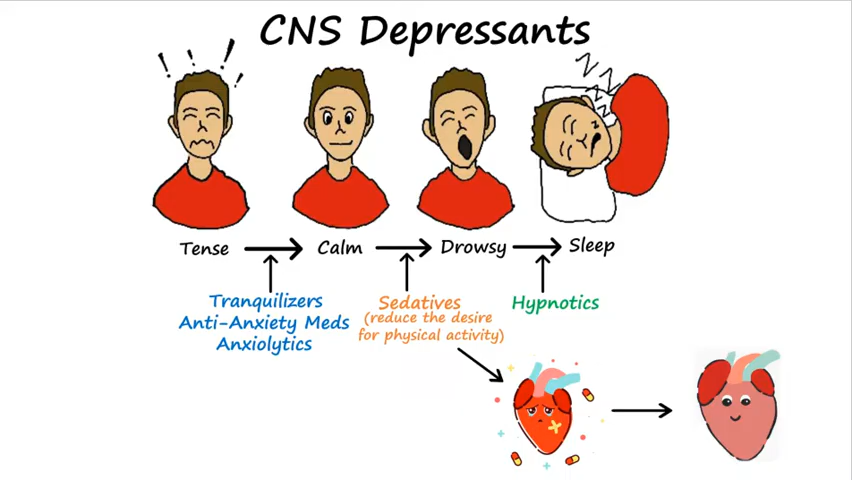 CNS Depressants
! ! ! !
Tense Calm Drowsy Sleep
Tranquilizers
Anti-Anxiety Meds
Anxiolytics
Sedatives
(reduce the desire
for physical activity)
Hypnotics